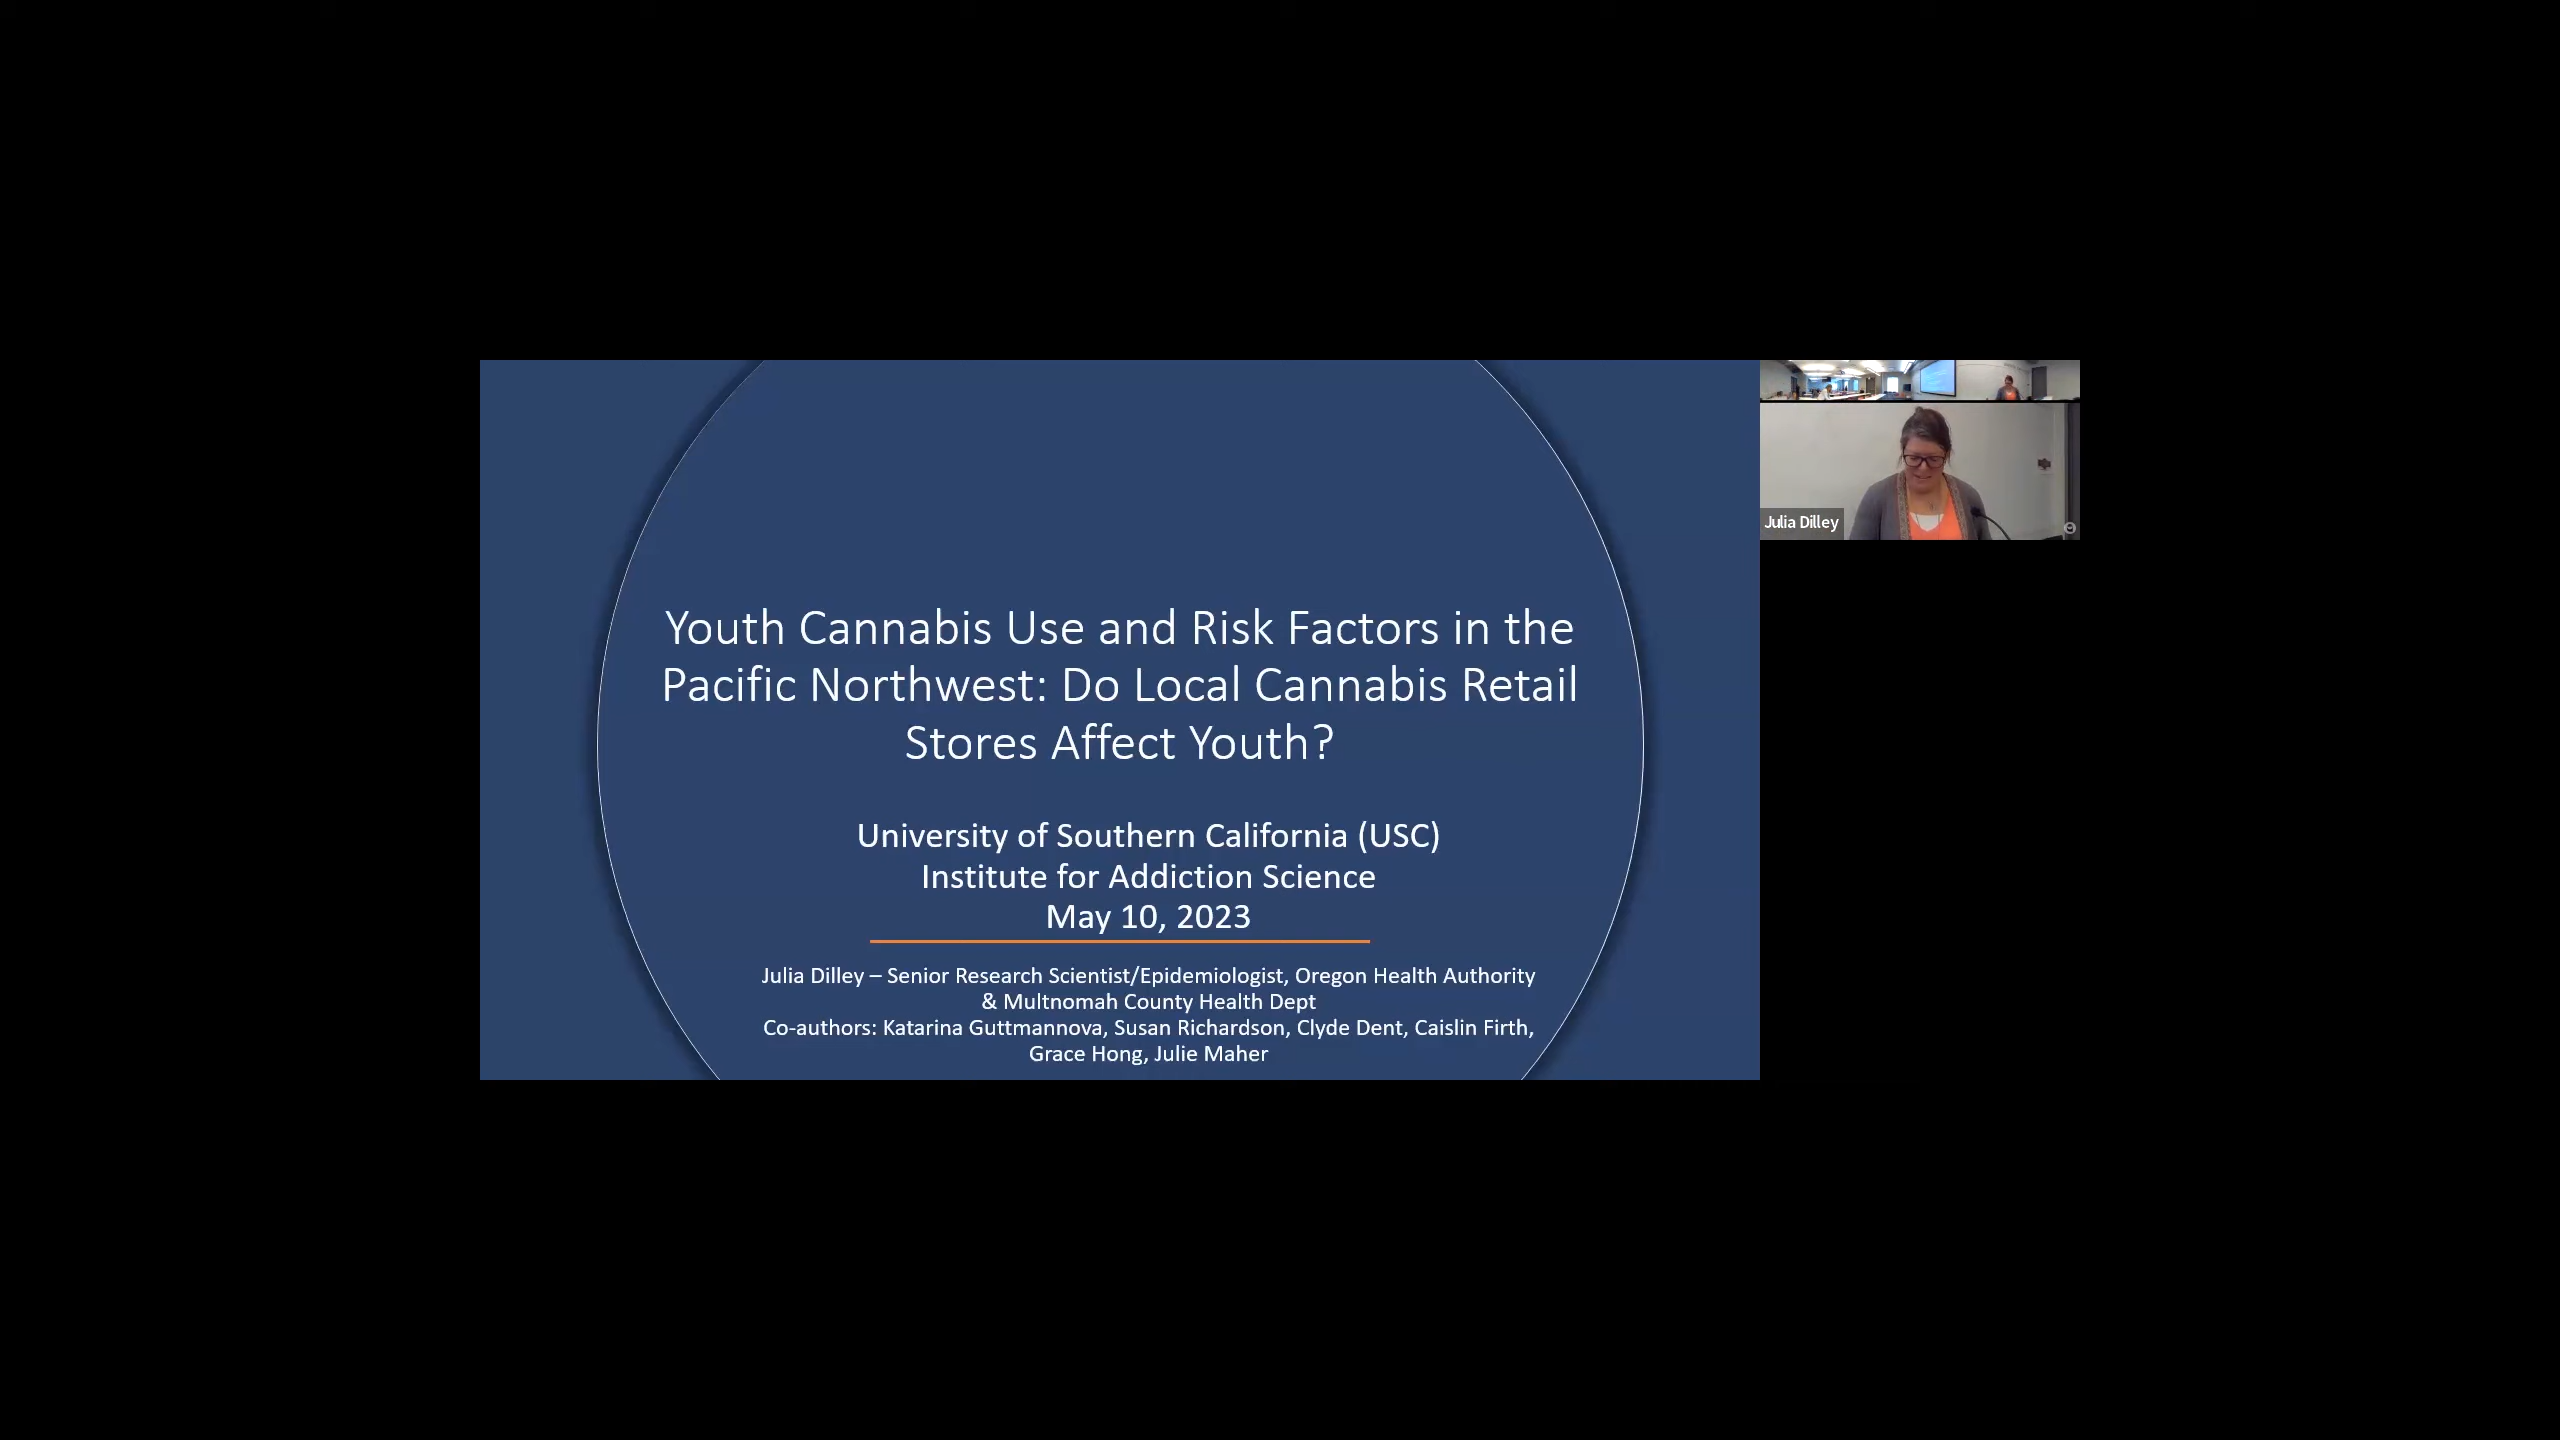 Youth Cannabis Use and Risk Factors in the
Pacific Northwest: Do Local Cannabis Retail
Stores Affect Youth?
University of Southern California (USC)
Institute for Addiction Science
May 10, 2023
Julia Dilley – Senior Research Scientist/Epidemiologist, Oregon Health Authority
& Multnomah County Health Dept
Co-authors: Katarina Guttmannova, Susan Richardson, Clyde Dent, Caislin Firth,
Grace Hong, Julie Maher
Julia Dilley